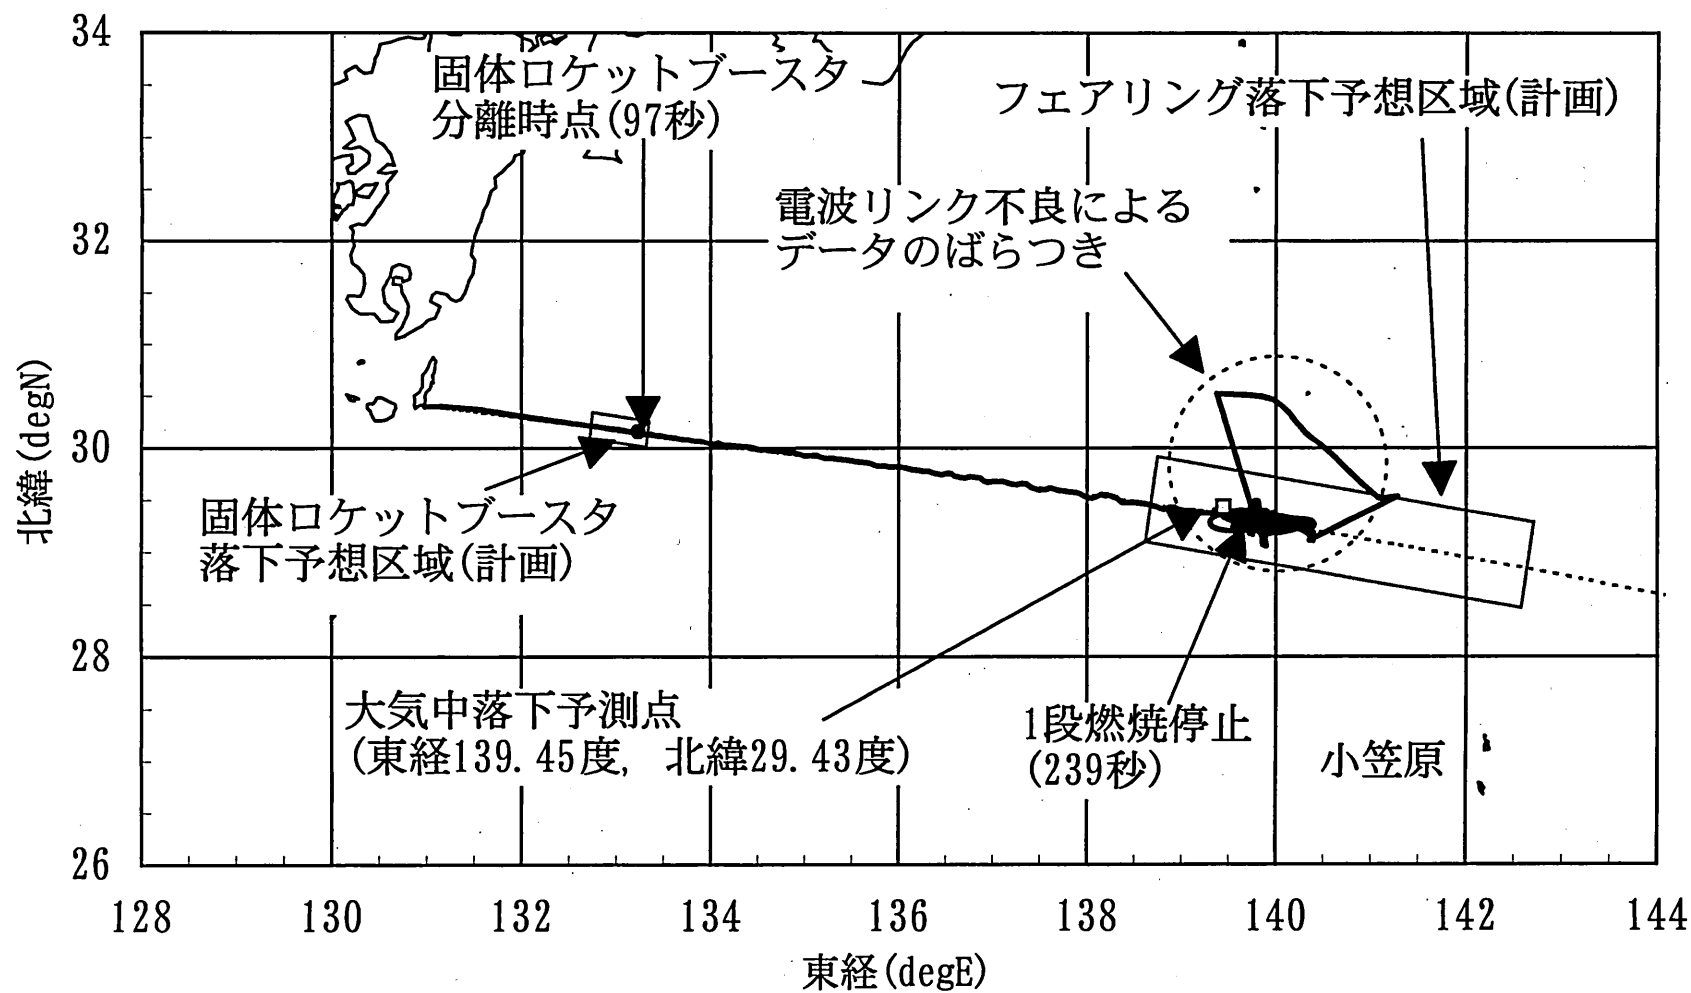 34
固体ロケットブースタ
分離時点(97秒)
フェアリング落下予想区域(計画)
電波リンク不良による
データのばらつき
32
北緯(degN)
30
固体ロケットブースタ
落下予想区域(計画)
28
大気中落下予測点
(東経139.45度, 北緯29.43度)
1段燃焼停止
(239秒)
小笠原
26
128 130 132 134 136 138 140 142 144
東経(degE)